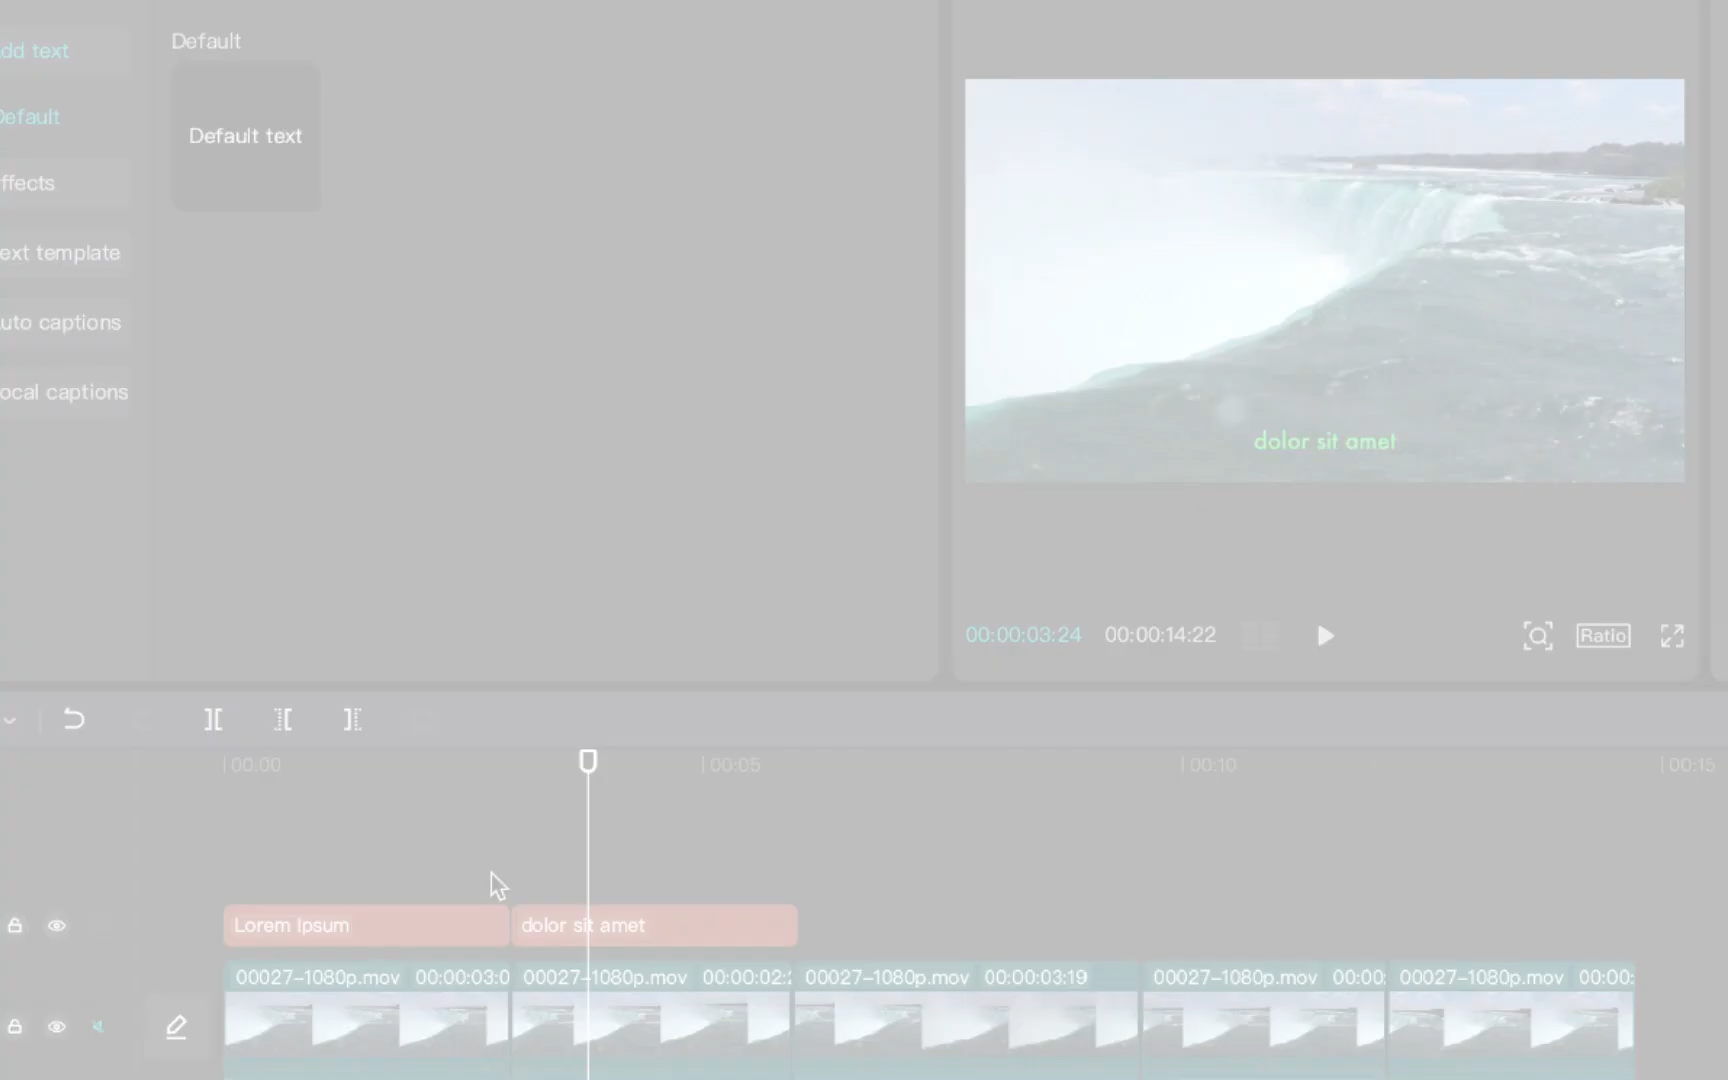 dd text
Default
Default
Default text
ffects
ext template
uto captions
ocal captions
dolor sit amet
00:00:03:24 00:00:14:22 Ratio
00:00 00:05 00:10 00:15
Lorem Ipsum dolor sit amet
00027-1080p.mov 00:00:03:0 00027-1080p.mov 00:00:02: 00027-1080p.mov 00:00:03:19 00027-1080p.mov 00:00: 00027-1080p.mov 00:00: